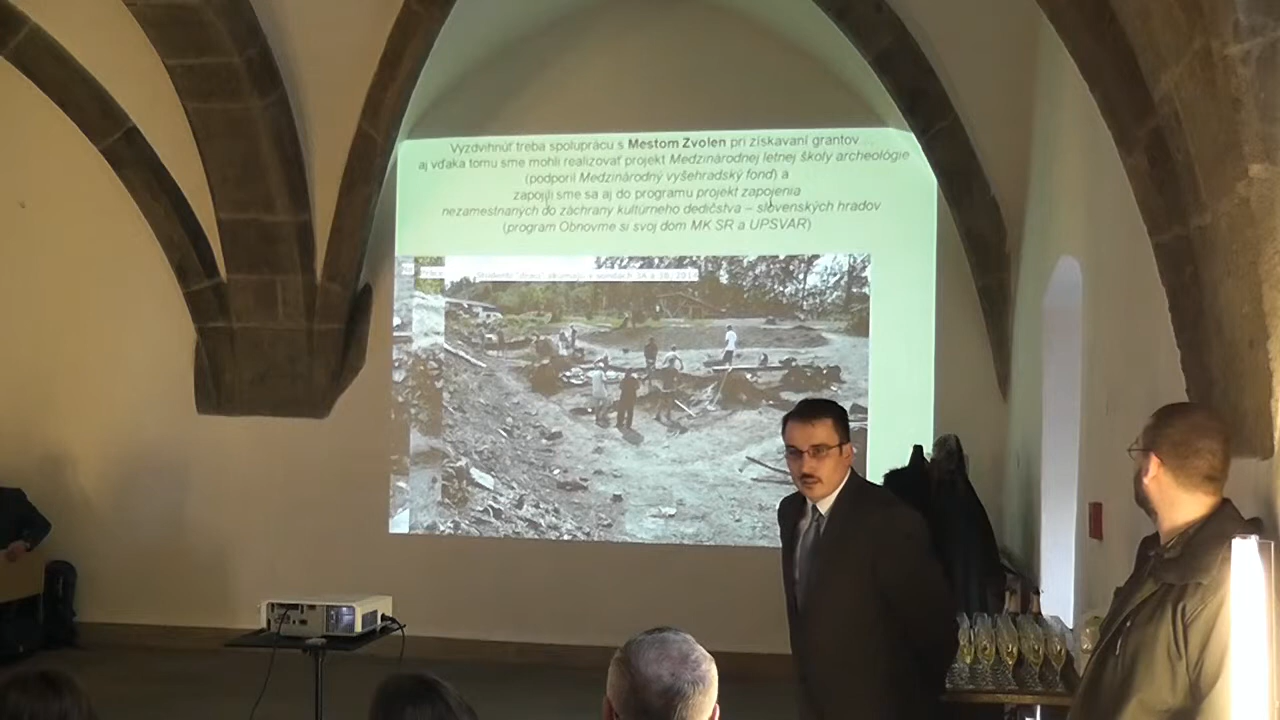 Vyzdvihnúť treba spoluprácu s Mestom Zvolen pri získavaní grantov
aj vďaka tomu sme mohli realizovať projekt Medzinárodnej letnej školy archeológie
(podporil Medzinárodný vyšehradský fond) a
zapojili sme sa aj do programu projekt zapojenia
nezamestnaných do záchrany kultúrneho dedičstva – slovenských hradov
(program Obnovme si svoj dom MK SR a UPSVAR)
Práce